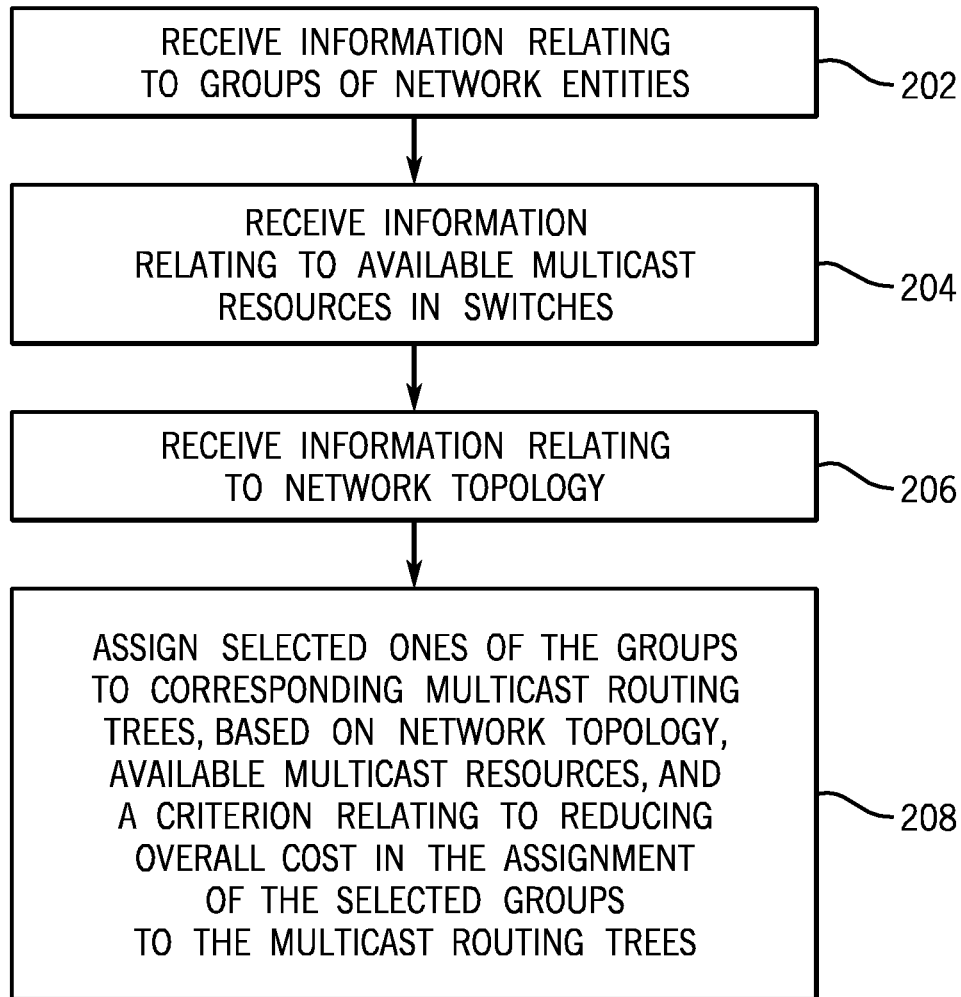 RECEIVE INFORMATION RELATING
TO GROUPS OF NETWORK ENTITIES
202
RECEIVE INFORMATION
RELATING TO AVAILABLE MULTICAST
RESOURCES IN SWITCHES
204
RECEIVE INFORMATION RELATING
TO NETWORK TOPOLOGY
206
ASSIGN SELECTED ONES OF THE GROUPS
TO CORRESPONDING MULTICAST ROUTING
TREES, BASED ON NETWORK TOPOLOGY,
AVAILABLE MULTICAST RESOURCES, AND
A CRITERION RELATING TO REDUCING
OVERALL COST IN THE ASSIGNMENT
OF THE SELECTED GROUPS
TO THE MULTICAST ROUTING TREES
208